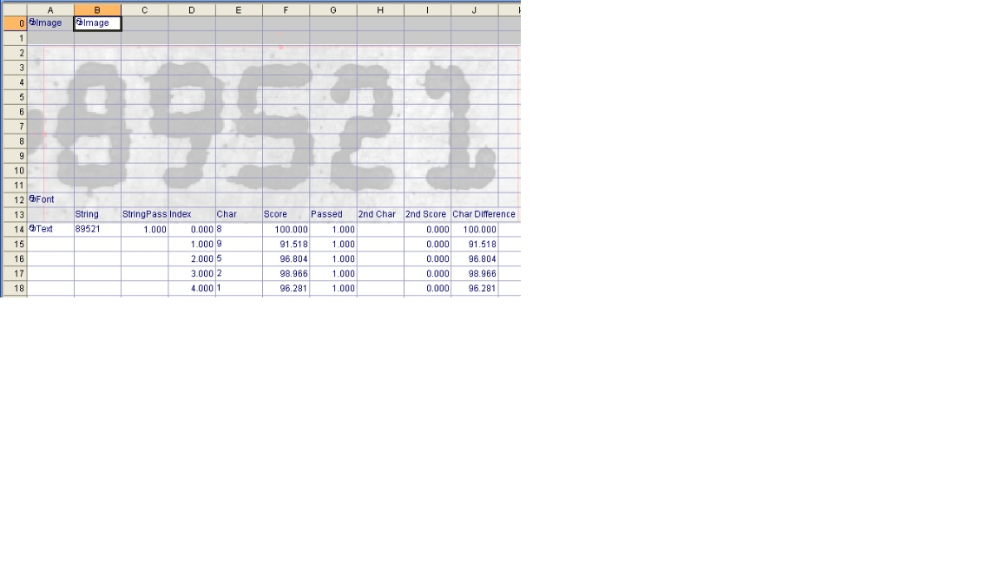 A B C D E F G H I J
0 Image Image
1
2
3
4
5
6
7
8
9
10
11
89521
12 Font
13 String StringPass Index Char Score Passed 2nd Char 2nd Score Char Difference
14 Text 89521 1.000 0.000 8 100.000 1.000 0.000 100.000
15 1.000 9 91.518 1.000 0.000 91.518
16 2.000 5 96.804 1.000 0.000 96.804
17 3.000 2 98.966 1.000 0.000 98.966
18 4.000 1 96.281 1.000 0.000 96.281